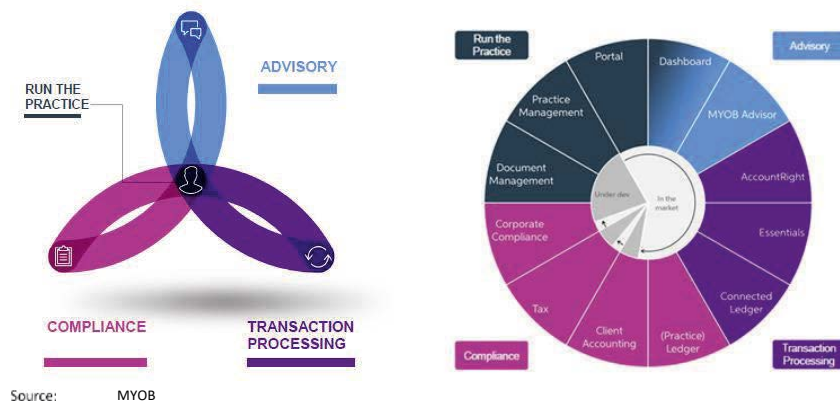 ADVISORY
RUN THE
PRACTICE
COMPLIANCE
TRANSACTION
PROCESSING
Source: MYOB
Run the
Practice
Advisory
Portal
Dashboard
Practice
Management
MYOB Advisor
Document
Management
AccountRight
Under dev
In the
market
Corporate
Compliance
Essentials
Tax
Connected
Ledger
Client
Accounting
(Practice)
Ledger
Compliance
Transaction
Processing